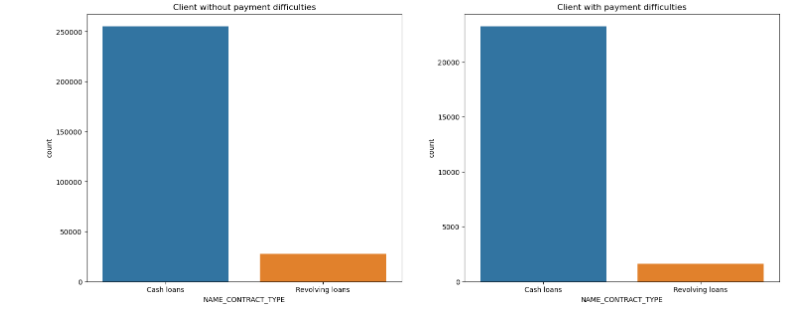 Client without payment difficulties
250000
200000
150000
100000
50000
0
count
Cash loans
Revolving loans
NAME_CONTRACT_TYPE
Client with payment difficulties
20000
15000
10000
5000
0
count
Cash loans
Revolving loans
NAME_CONTRACT_TYPE